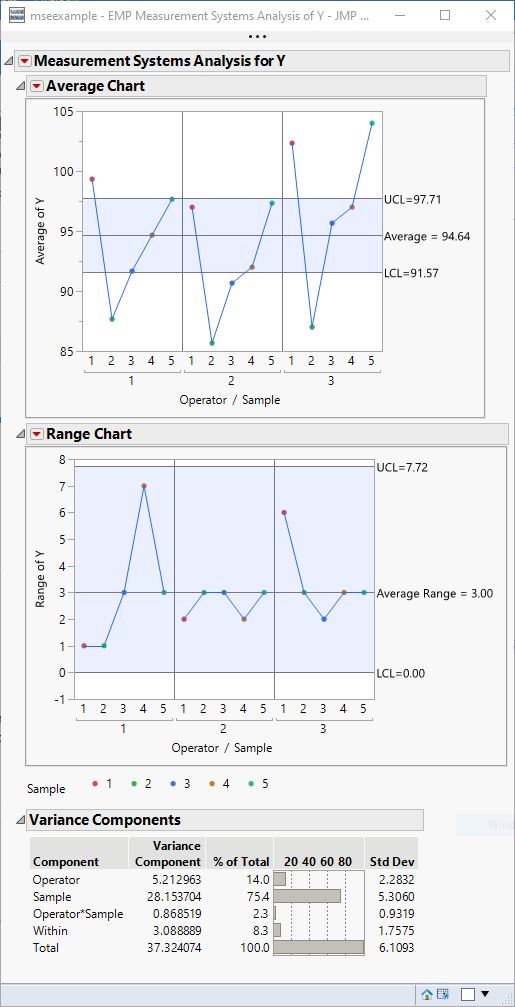 mseexample - EMP Measurement Systems Analysis of Y - JMP ...
Measurement Systems Analysis for Y
Average Chart
105
100
95
90
85
Average of Y
UCL=97.71
Average = 94.64
LCL=91.57
1 2 3 4 5 1 2 3 4 5 1 2 3 4 5
1 2 3
Operator / Sample
Range Chart
8
7
6
5
4
3
2
1
0
-1
Range of Y
UCL=7.72
Average Range = 3.00
LCL=0.00
1 2 3 4 5 1 2 3 4 5 1 2 3 4 5
1 2 3
Operator / Sample
Sample 1 2 3 4 5
Variance Components
Component Variance Component % of Total 20 40 60 80 Std Dev
Operator 5.212963 14.0 2.2832
Sample 28.153704 75.4 5.3060
Operator*Sample 0.868519 2.3 0.9319
Within 3.088889 8.3 1.7575
Total 37.324074 100.0 6.1093